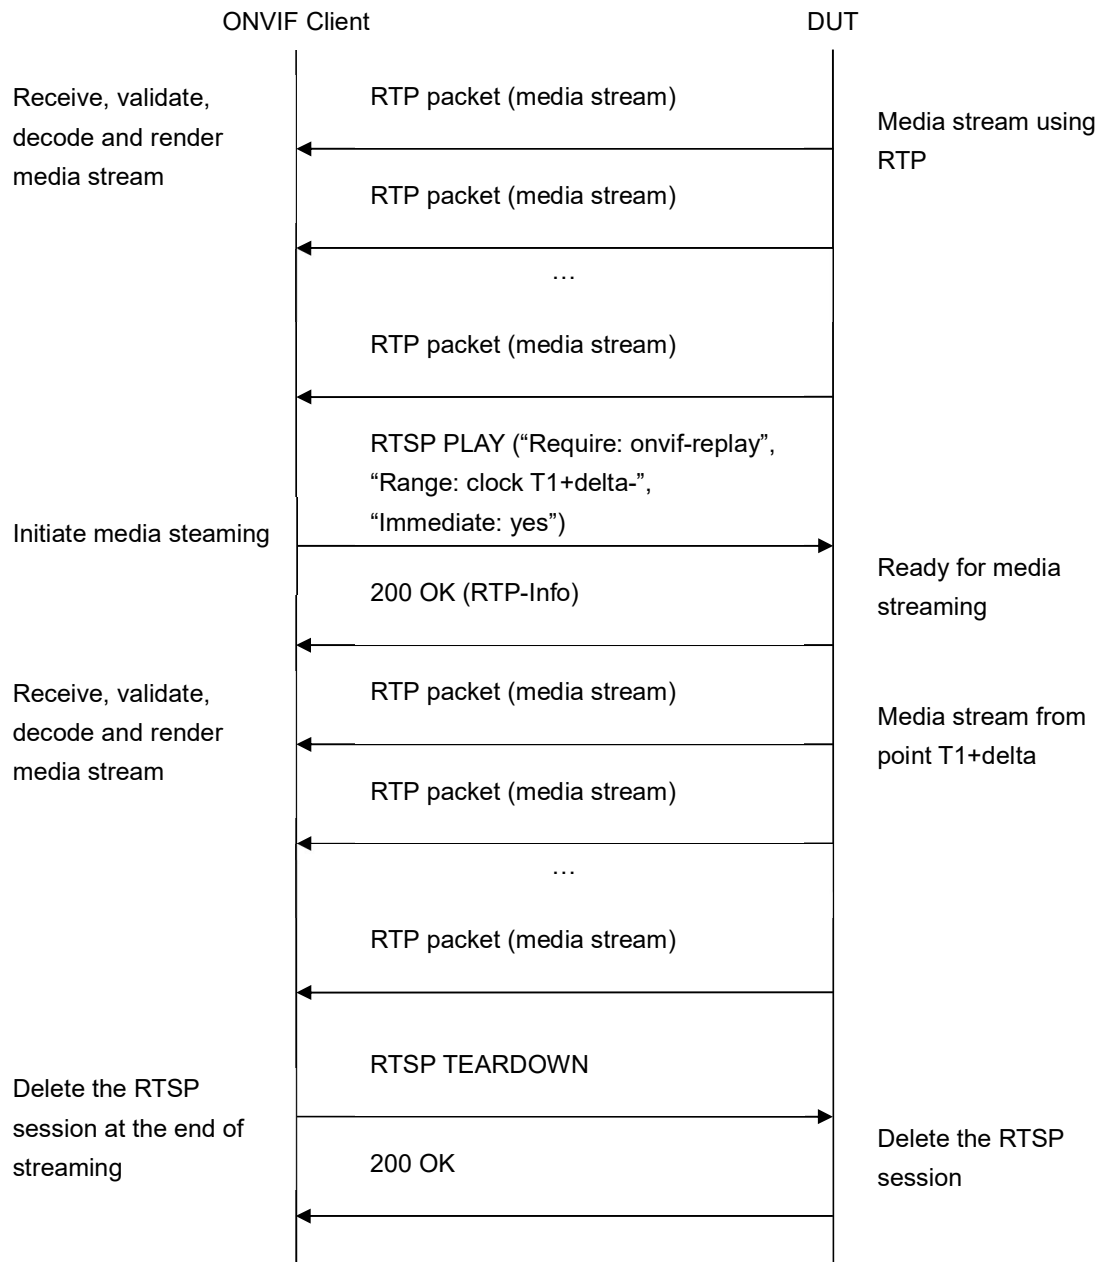 ONVIF Client
DUT
RTP packet (media stream)
Receive, validate,
decode and render
media stream
Media stream using
RTP
RTP packet (media stream)
…
RTP packet (media stream)
RTSP PLAY (“Require: onvif-replay”,
“Range: clock T1+delta-”,
“Immediate: yes”)
Initiate media steaming
200 OK (RTP-Info)
Ready for media
streaming
RTP packet (media stream)
Receive, validate,
decode and render
media stream
Media stream from
point T1+delta
RTP packet (media stream)
…
RTP packet (media stream)
RTSP TEARDOWN
Delete the RTSP
session at the end of
streaming
200 OK
Delete the RTSP
session